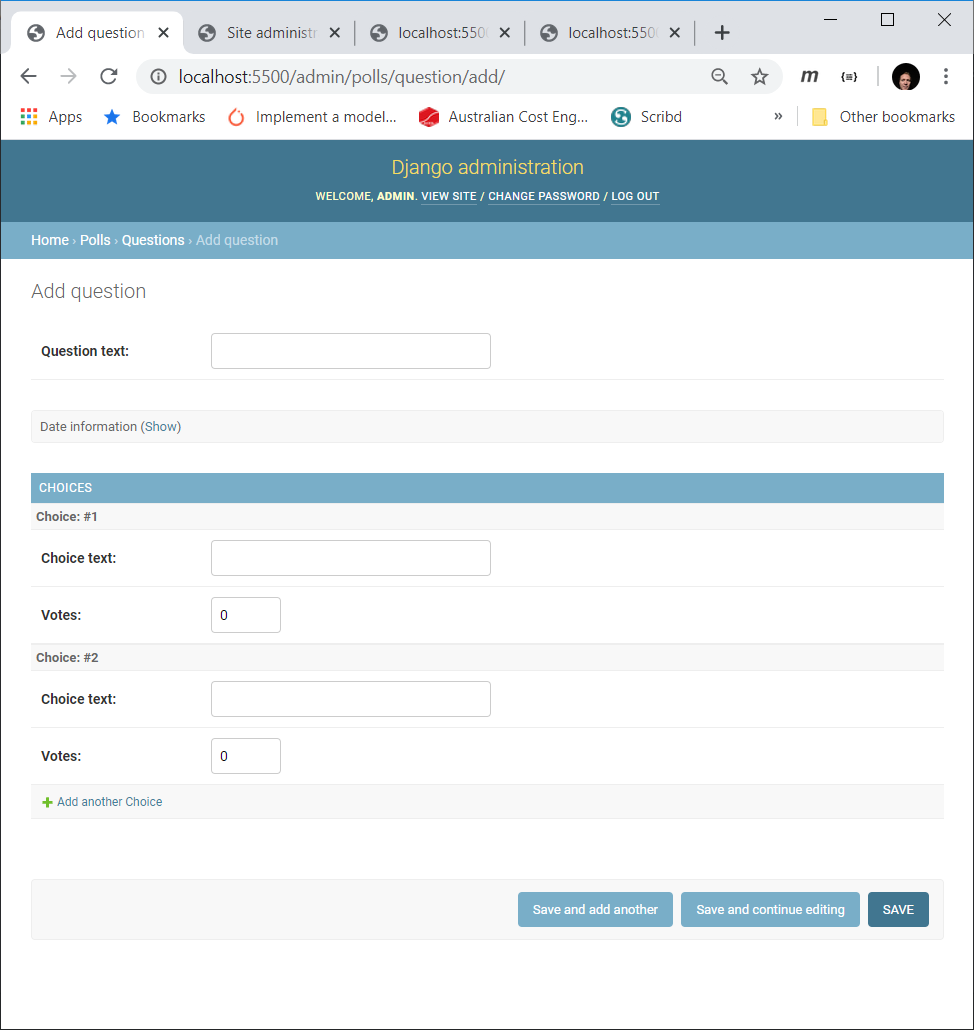 Add question
Site administr
localhost:550
localhost:550
localhost:5500/admin/polls/question/add/
m
{≡}
Apps
Bookmarks
Implement a model...
Australian Cost Eng...
Scribd
»
Other bookmarks
Django administration
WELCOME, ADMIN. VIEW SITE / CHANGE PASSWORD / LOG OUT
Home › Polls › Questions › Add question
Add question
Question text:
Date information (Show)
CHOICES
Choice: #1
Choice text:
Votes: 0
Choice: #2
Choice text:
Votes: 0
Add another Choice
Save and add another
Save and continue editing
SAVE